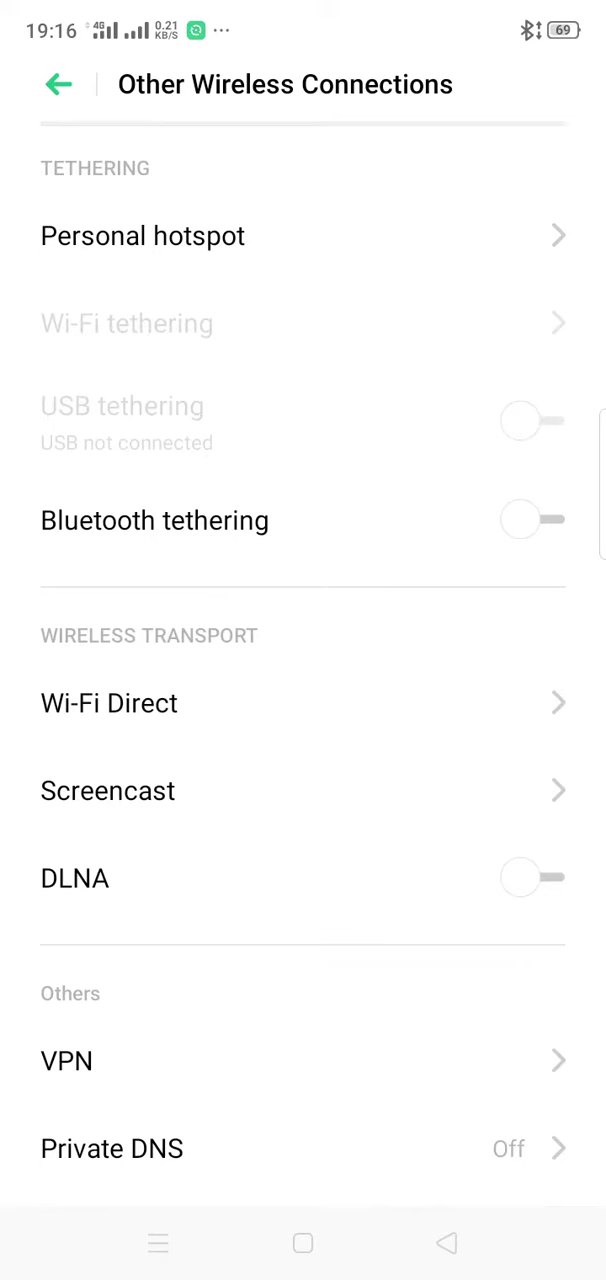 19:16 4G 0.21 KB/S ... 69
Other Wireless Connections
TETHERING
Personal hotspot
Wi-Fi tethering
USB tethering
USB not connected
Bluetooth tethering
WIRELESS TRANSPORT
Wi-Fi Direct
Screencast
DLNA
Others
VPN
Private DNS Off